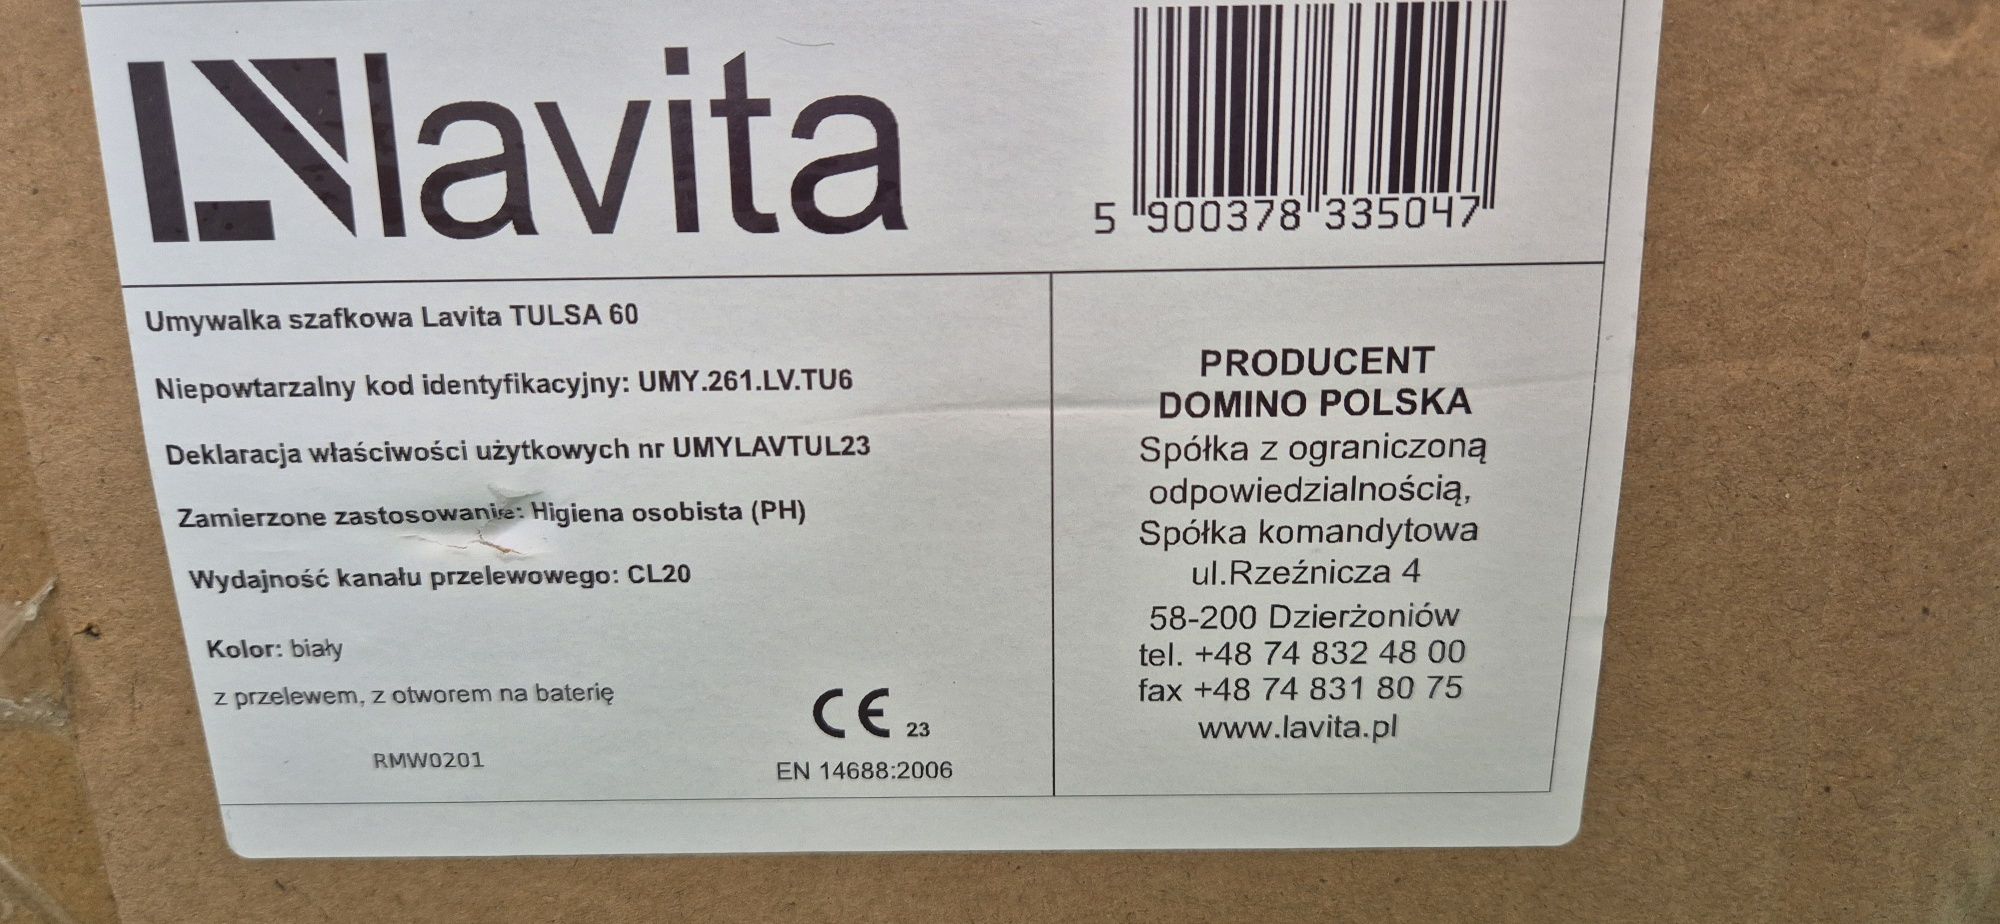 lavita
5 900378 335047
Umywalka szafkowa Lavita TULSA 60
Niepowtarzalny kod identyfikacyjny: UMY.261.LV.TU6
Deklaracja właściwości użytkowych nr UMYLAVTUL23
Zamierzone zastosowanie: Higiena osobista (PH)
Wydajność kanału przelewowego: CL20
Kolor: biały
z przelewem, z otworem na baterię
RMW0201
CE 23
EN 14688:2006
PRODUCENT
DOMINO POLSKA
Spółka z ograniczoną
odpowiedzialnością,
Spółka komandytowa
ul.Rzeźnicza 4
58-200 Dzierżoniów
tel. +48 74 832 48 00
fax +48 74 831 80 75
www.lavita.pl